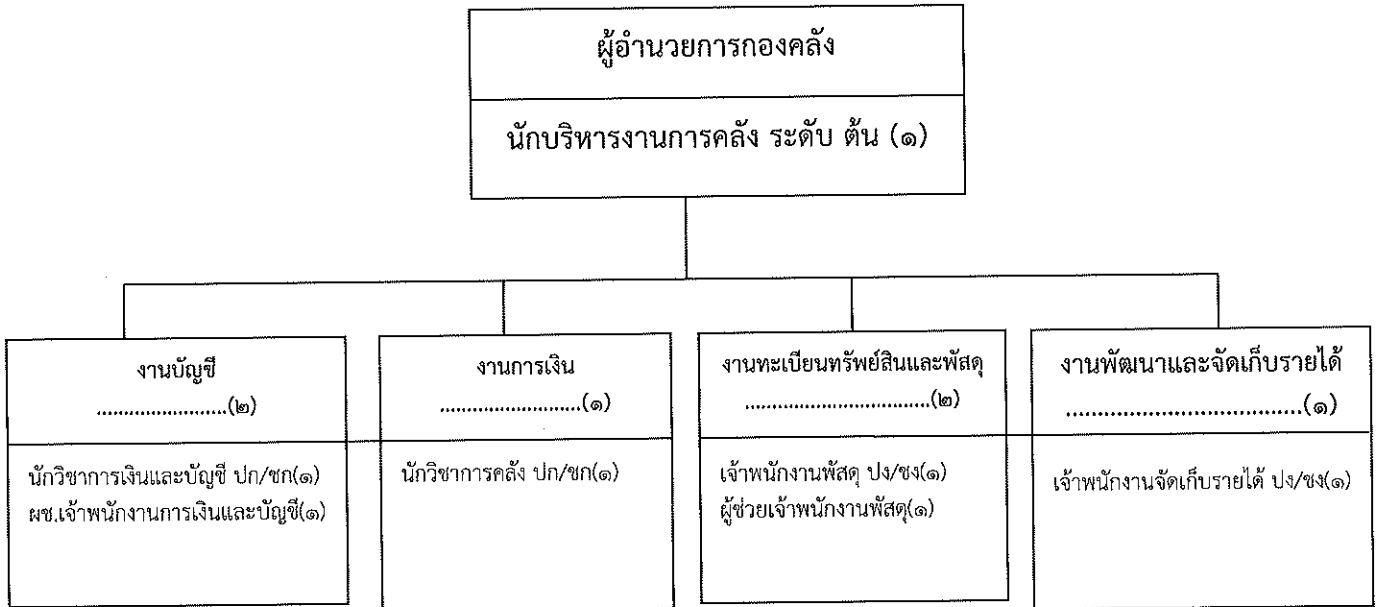 ผู้อำนวยการกองคลัง
นักบริหารงานการคลัง ระดับ ต้น (๑)
งานบัญชี
........................(๒)
นักวิชาการเงินและบัญชี ปก/ชก(๑)
ผช.เจ้าพนักงานการเงินและบัญชี(๑)
งานการเงิน
..........................(๑)
นักวิชาการคลัง ปก/ชก(๑)
งานทะเบียนทรัพย์สินและพัสดุ
..................................(๒)
เจ้าพนักงานพัสดุ ปง/ชง(๑)
ผู้ช่วยเจ้าพนักงานพัสดุ(๑)
งานพัฒนาและจัดเก็บรายได้
....................................(๑)
เจ้าพนักงานจัดเก็บรายได้ ปง/ชง(๑)